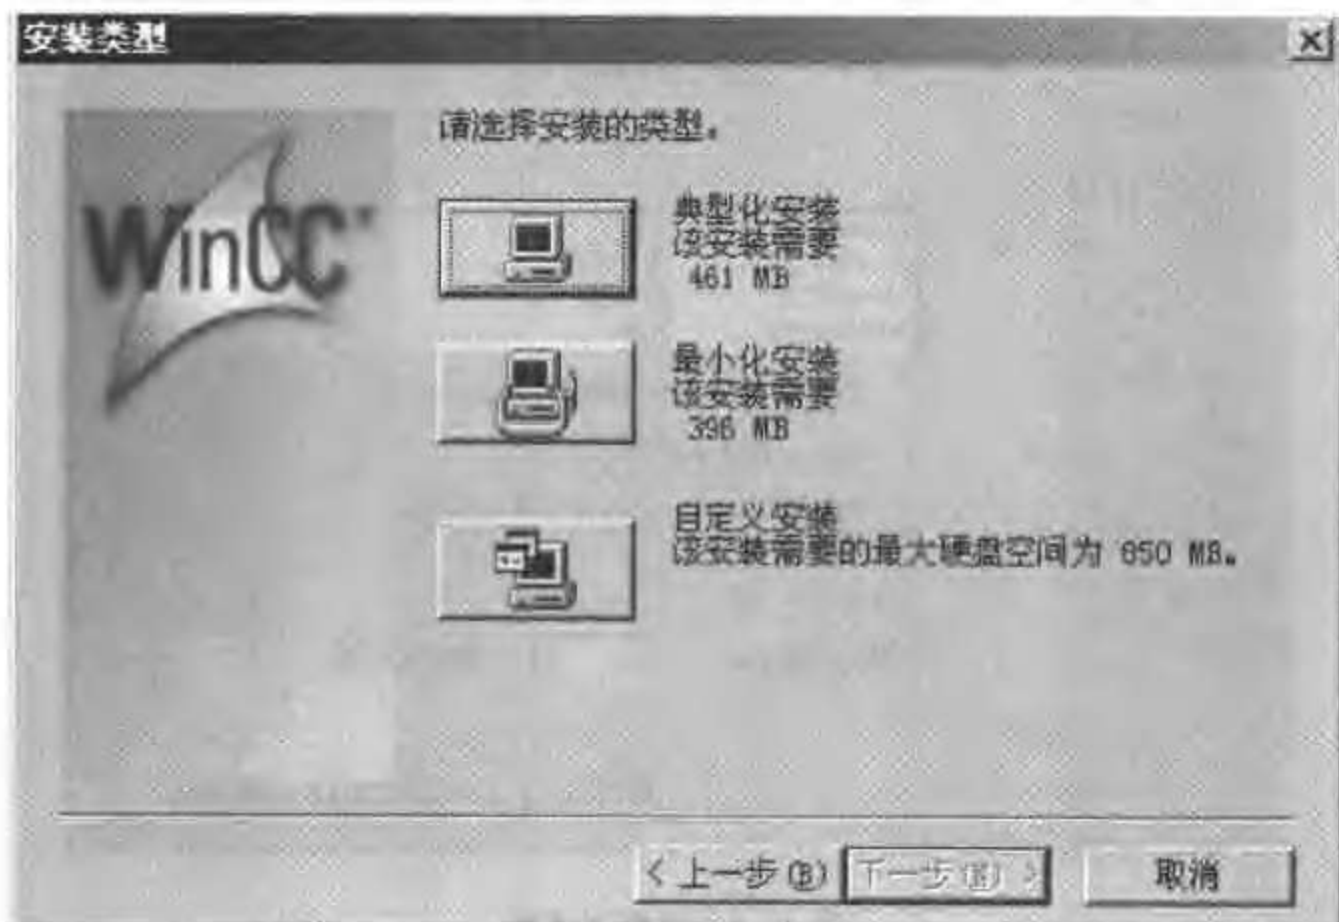 安装类型
WinCC
请选择安装的类型。
典型化安装
该安装需要
461 MB
最小化安装
该安装需要
396 MB
自定义安装
该安装需要的最大硬盘空间为 650 MB。
< 上一步(B)
下一步(N) >
取消